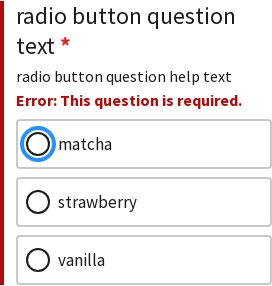 radio button question
text *
radio button question help text
Error: This question is required.
matcha
strawberry
vanilla